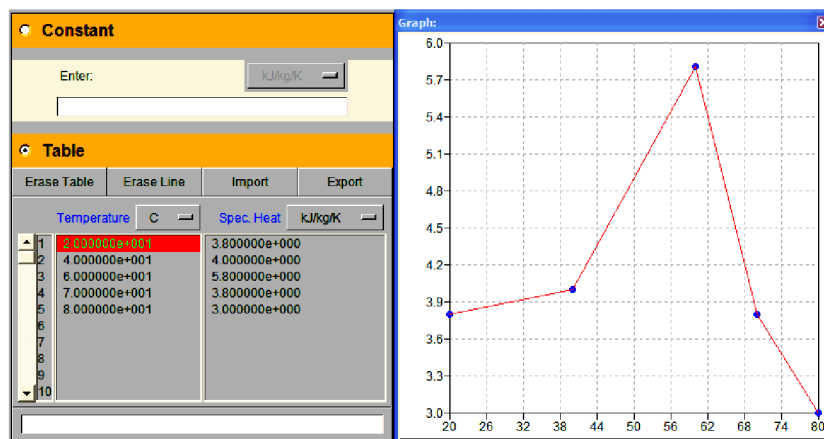 Constant
Enter:
kJ/kg/K
Table
Erase Table Erase Line Import Export
Temperature C Spec. Heat kJ/kg/K
1 2.000000e+001 3.800000e+000
2 4.000000e+001 4.000000e+000
3 6.000000e+001 5.800000e+000
4 7.000000e+001 3.800000e+000
5 8.000000e+001 3.000000e+000
6
7
8
9
10
Graph:
6.0
5.7
5.4
5.1
4.8
4.5
4.2
3.9
3.6
3.3
3.0
20 26 32 38 44 50 56 62 68 74 80